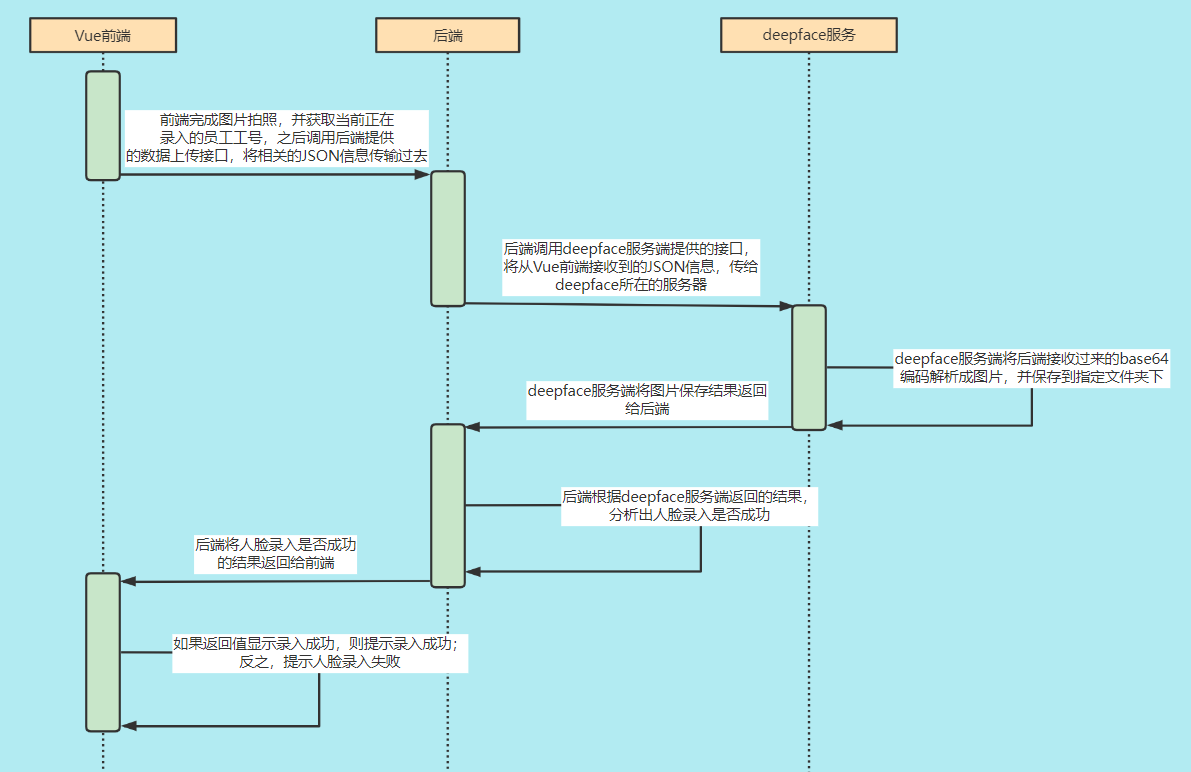 Vue前端
后端
deepface服务
前端完成图片拍照，并获取当前正在
录入的员工工号，之后调用后端提供
的数据上传接口，将相关的JSON信息传输过去
后端调用deepface服务端提供的接口，
将从Vue前端接收到的JSON信息，传给
deepface所在的服务器
deepface服务端将后端接收过来的base64
编码解析成图片，并保存到指定文件夹下
deepface服务端将图片保存结果返回
给后端
后端根据deepface服务端返回的结果，
分析出人脸录入是否成功
后端将人脸录入是否成功
的结果返回给前端
如果返回值显示录入成功，则提示录入成功；
反之，提示人脸录入失败